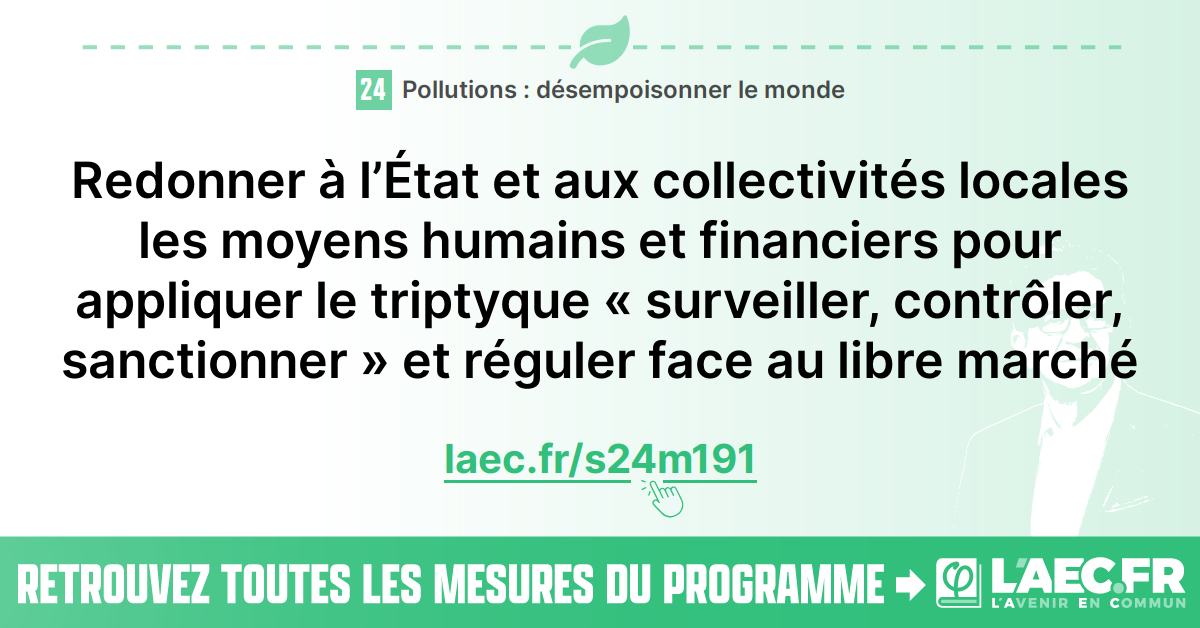 24 Pollutions : désempoisonner le monde
Redonner à l’État et aux collectivités locales
les moyens humains et financiers pour
appliquer le triptyque « surveiller, contrôler,
sanctionner » et réguler face au libre marché
laec.fr/s24m191
RETROUVEZ TOUTES LES MESURES DU PROGRAMME
L'AEC.FR
L'AVENIR EN COMMUN